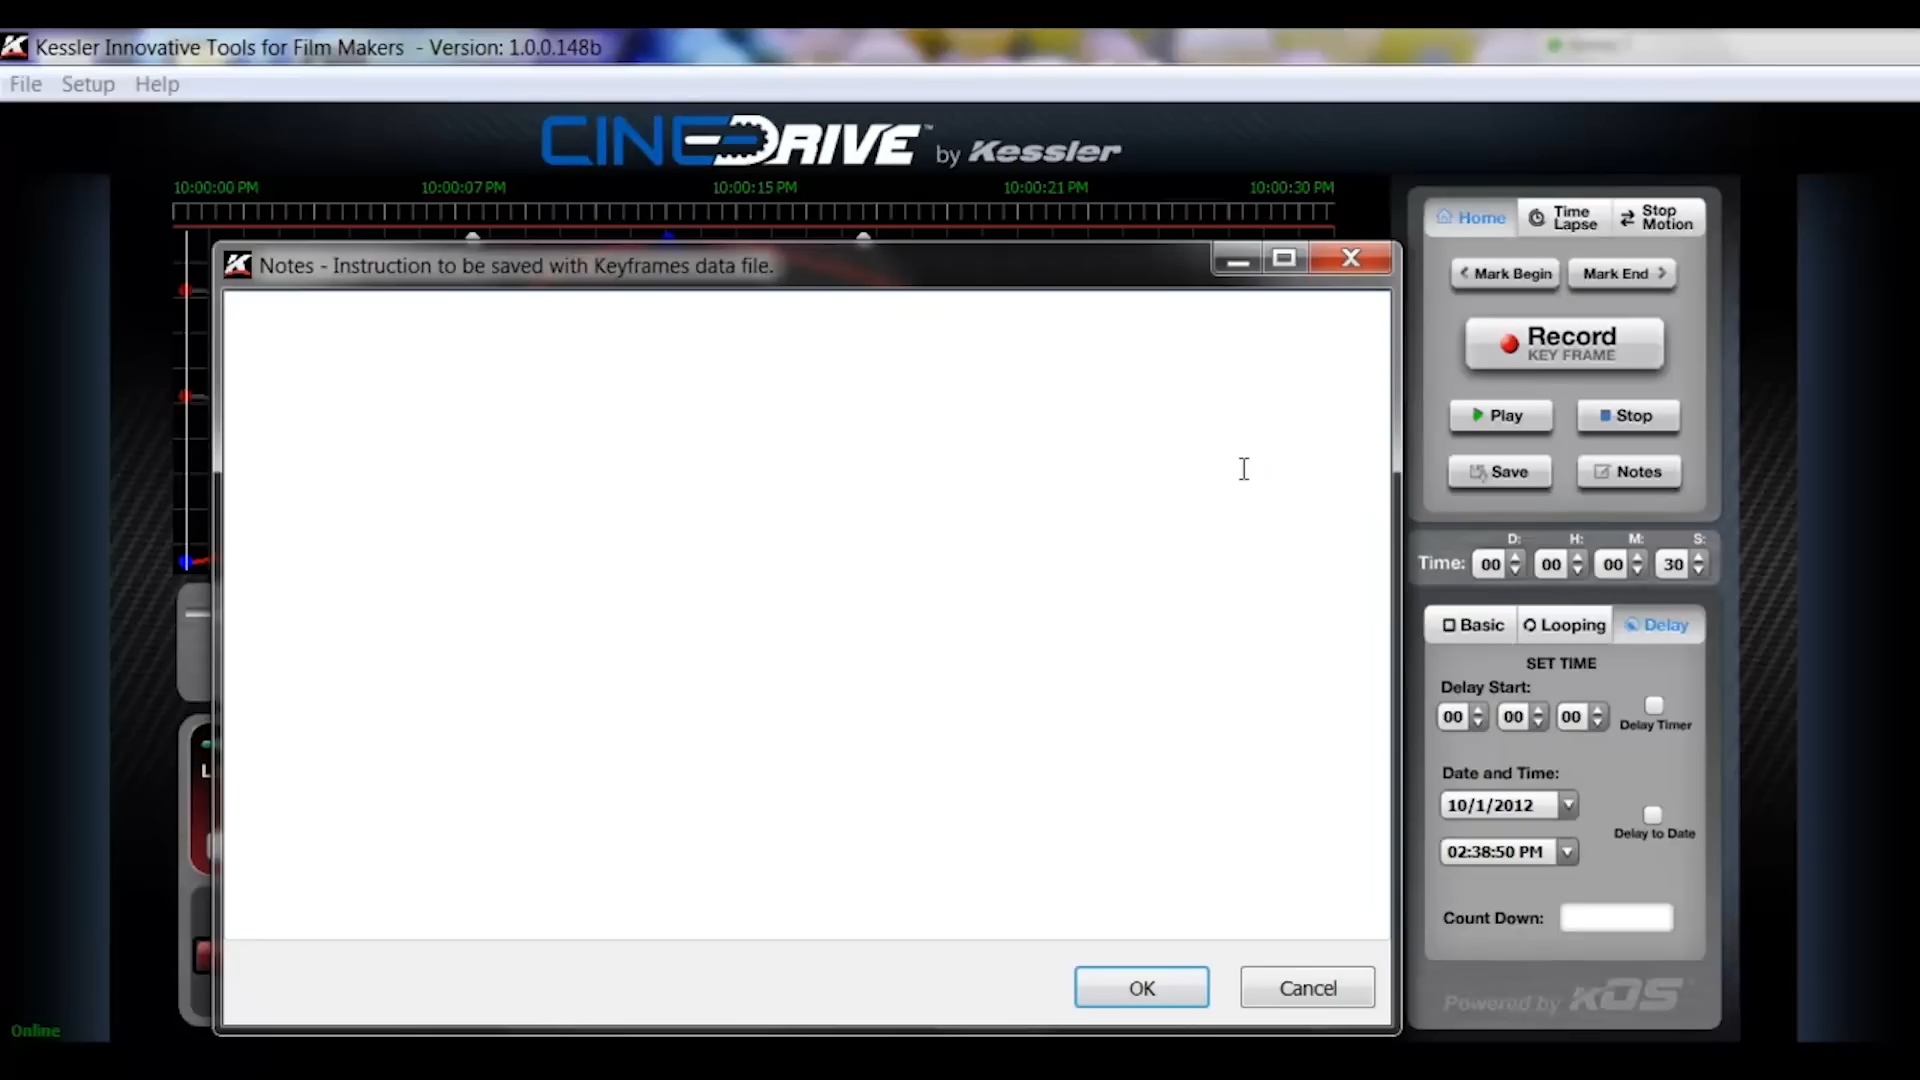 Kessler Innovative Tools for Film Makers - Version: 1.0.0.148b
File Setup Help
CINEDRIVE™ by Kessler
10:00:00 PM 10:00:07 PM 10:00:15 PM 10:00:21 PM 10:00:30 PM
Notes - Instruction to be saved with Keyframes data file.
OK Cancel
Online
Home Time Lapse Stop Motion
Mark Begin Mark End
Record
KEY FRAME
Play Stop
Save Notes
D: H: M: S:
Time: 00 00 00 30
Basic Looping Delay
SET TIME
Delay Start:
00 00 00
Delay Timer
Date and Time:
10/1/2012
Delay to Date
02:38:50 PM
Count Down:
Powered by kOS